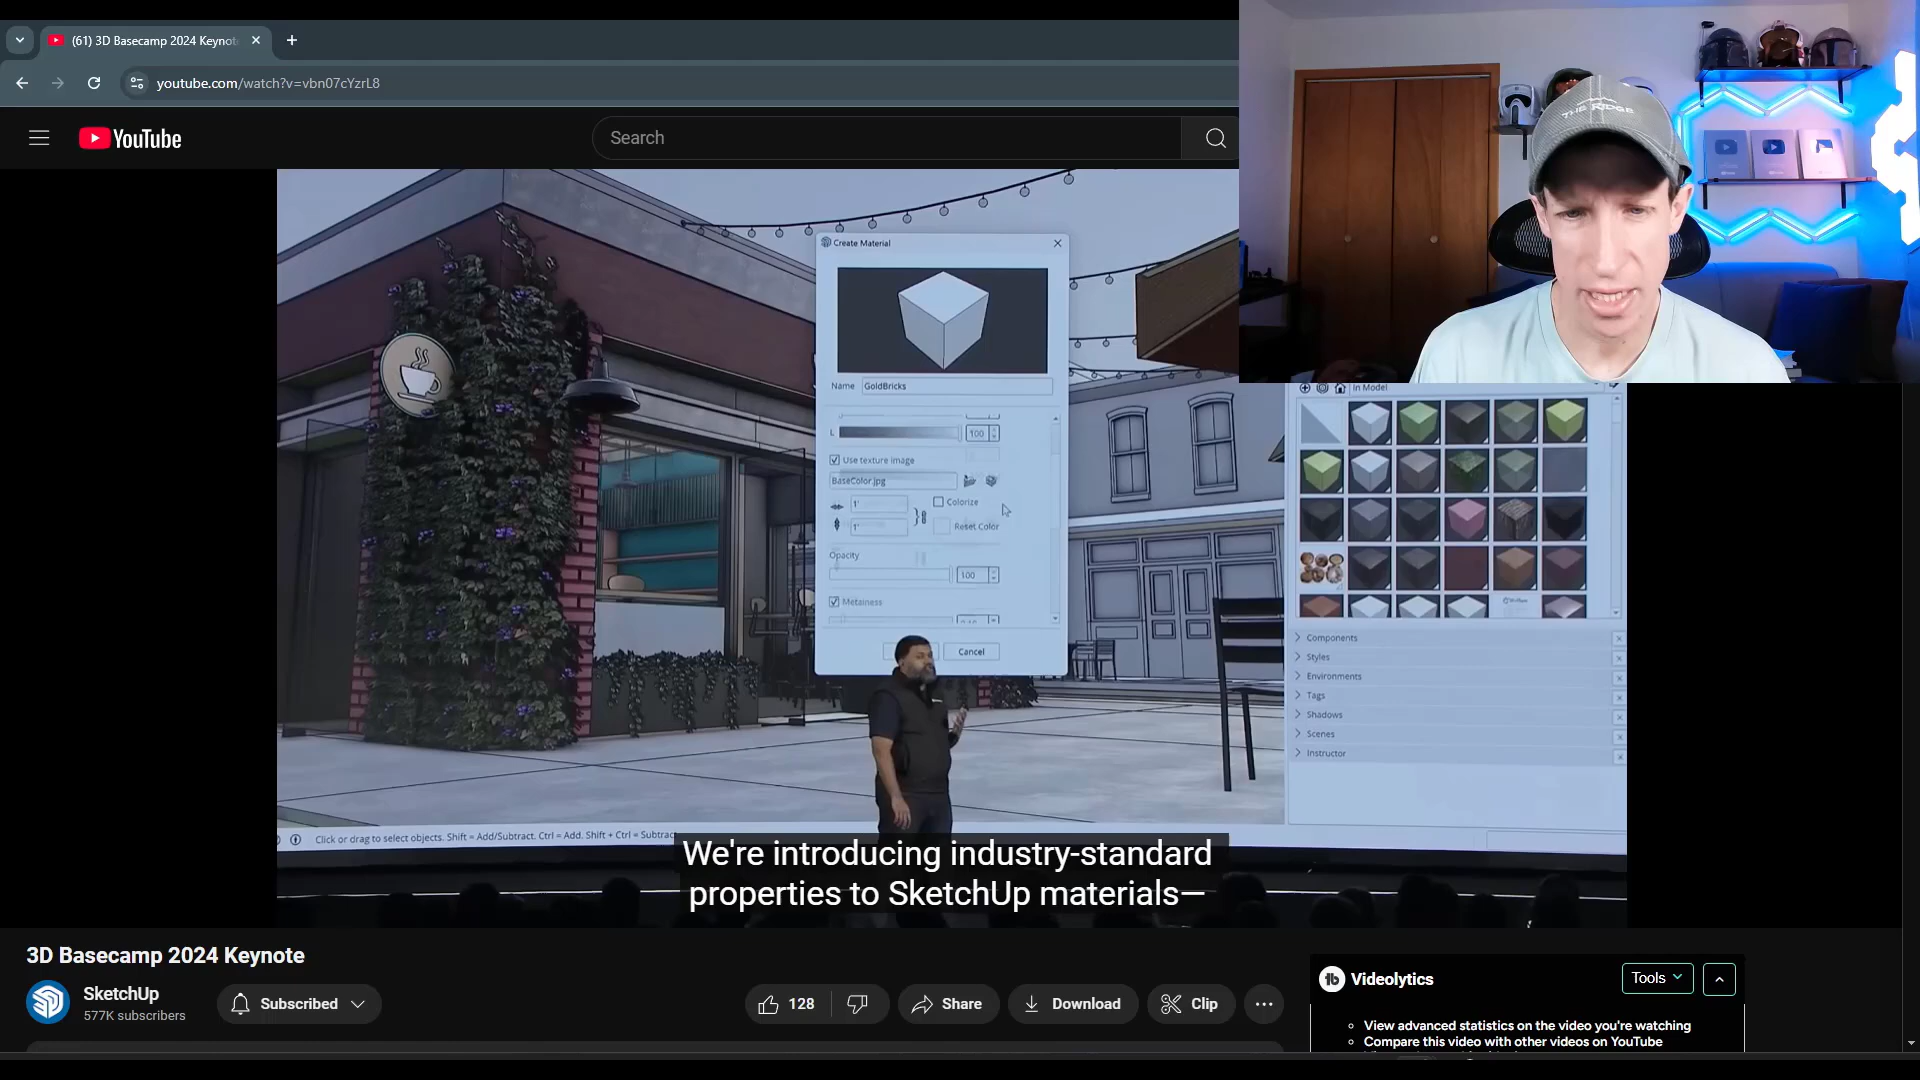 (61) 3D Basecamp 2024 Keynot
youtube.com/watch?v=vbn07cYzrL8
YouTube
Search
THE RIDGE
Create Material
Name GoldBricks
L 100
Use texture image
BaseColor.jpg
1' Colorize
1' Reset Color
Opacity
100
Metalness
Cancel
In Model
Components
Styles
Environments
Tags
Shadows
Scenes
Instructor
Click or drag to select objects. Shift = Add/Subtract. Ctrl = Add. Shift + Ctrl = Subtrac
We're introducing industry-standard
properties to SketchUp materials—
3D Basecamp 2024 Keynote
SketchUp
577K subscribers
Subscribed
128
Share
Download
Clip
Videolytics
Tools
View advanced statistics on the video you're watching
Compare this video with other videos on YouTube